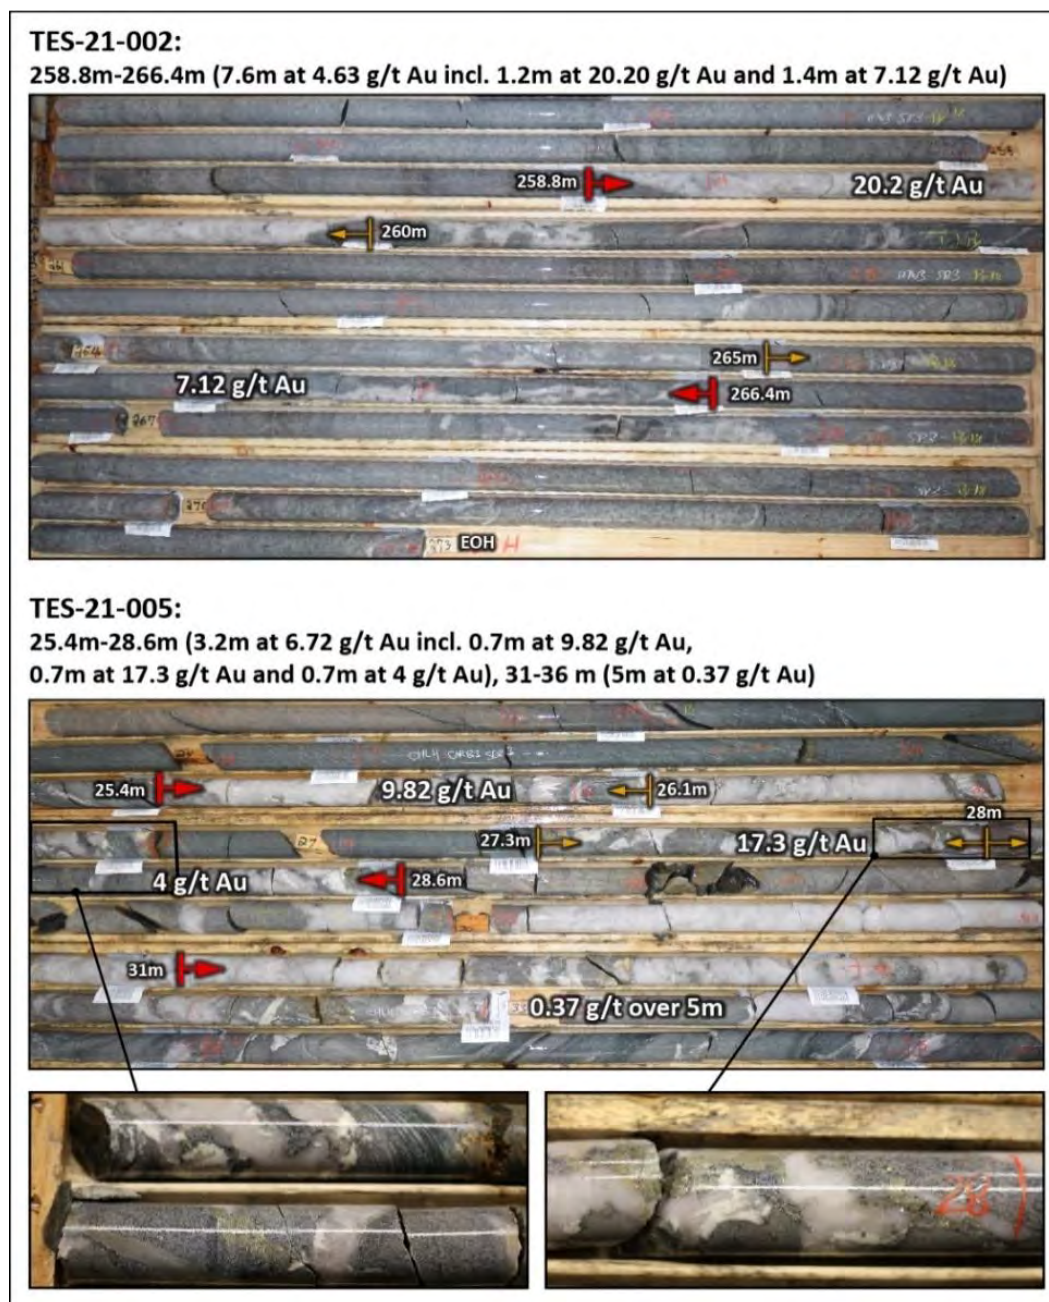 TES-21-002:
258.8m-266.4m (7.6m at 4.63 g/t Au incl. 1.2m at 20.20 g/t Au and 1.4m at 7.12 g/t Au)
258.8m
20.2 g/t Au
260m
265m
7.12 g/t Au
266.4m
267
EOH
TES-21-005:
25.4m-28.6m (3.2m at 6.72 g/t Au incl. 0.7m at 9.82 g/t Au,
0.7m at 17.3 g/t Au and 0.7m at 4 g/t Au), 31-36 m (5m at 0.37 g/t Au)
25.4m
9.82 g/t Au
26.1m
28m
27
27.3m
17.3 g/t Au
4 g/t Au
28.6m
31m
0.37 g/t over 5m
28